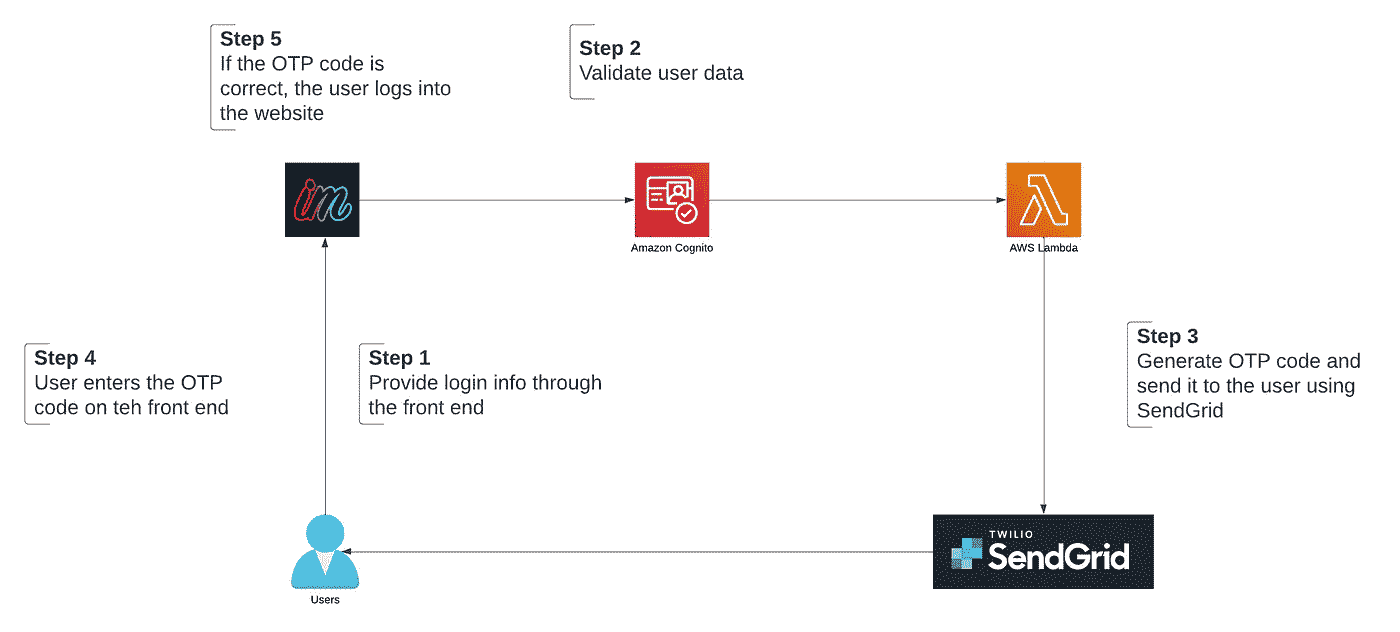 Step 5
If the OTP code is
correct, the user logs into
the website
Step 2
Validate user data
im
Amazon Cognito
AWS Lambda
Step 4
User enters the OTP
code on teh front end
Step 1
Provide login info through
the front end
Step 3
Generate OTP code and
send it to the user using
SendGrid
TWILIO
SendGrid
Users